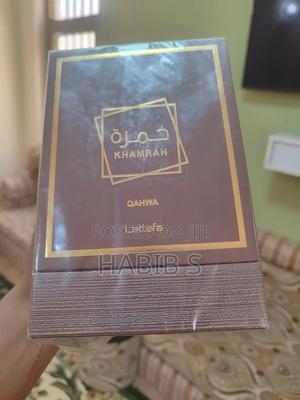 خمرة
KHAMRAH
QAHWA
Lattafa
POSTED ON JIJI
HABIB S